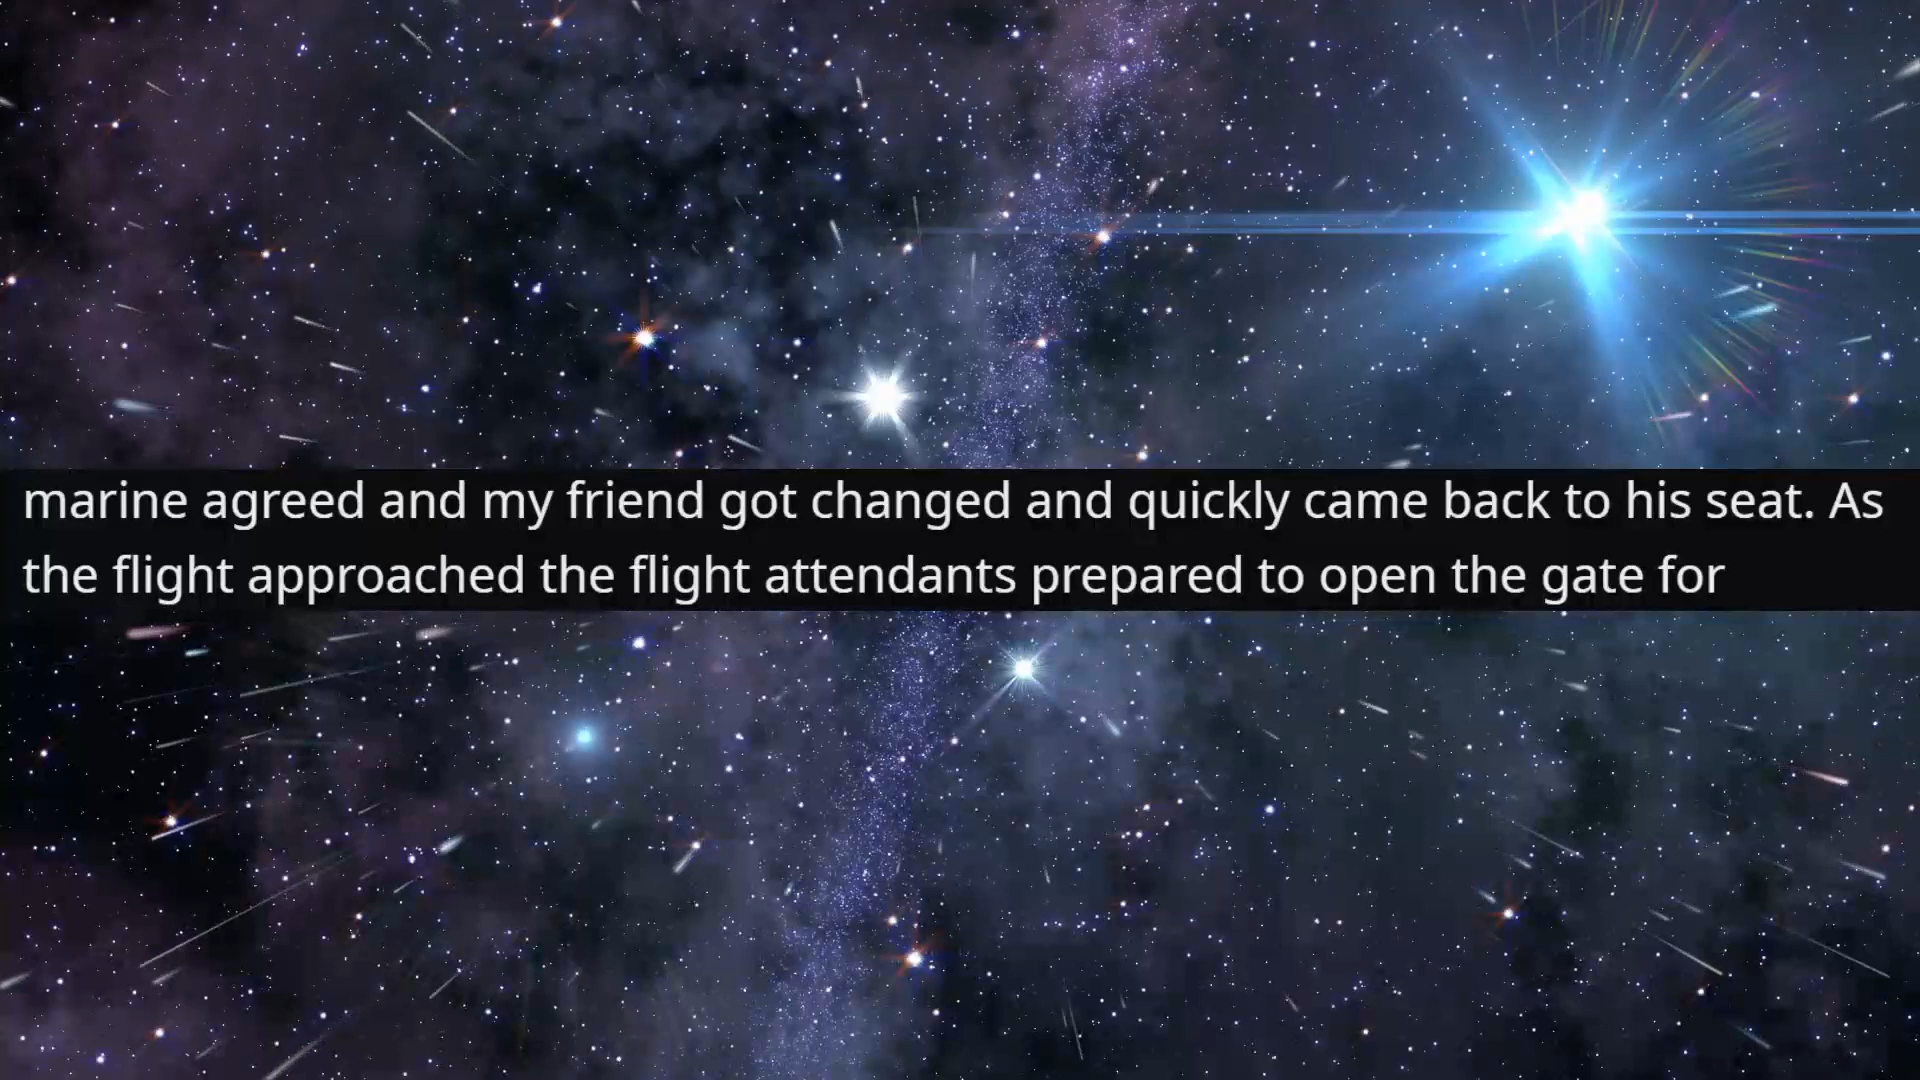 marine agreed and my friend got changed and quickly came back to his seat. As
the flight approached the flight attendants prepared to open the gate for